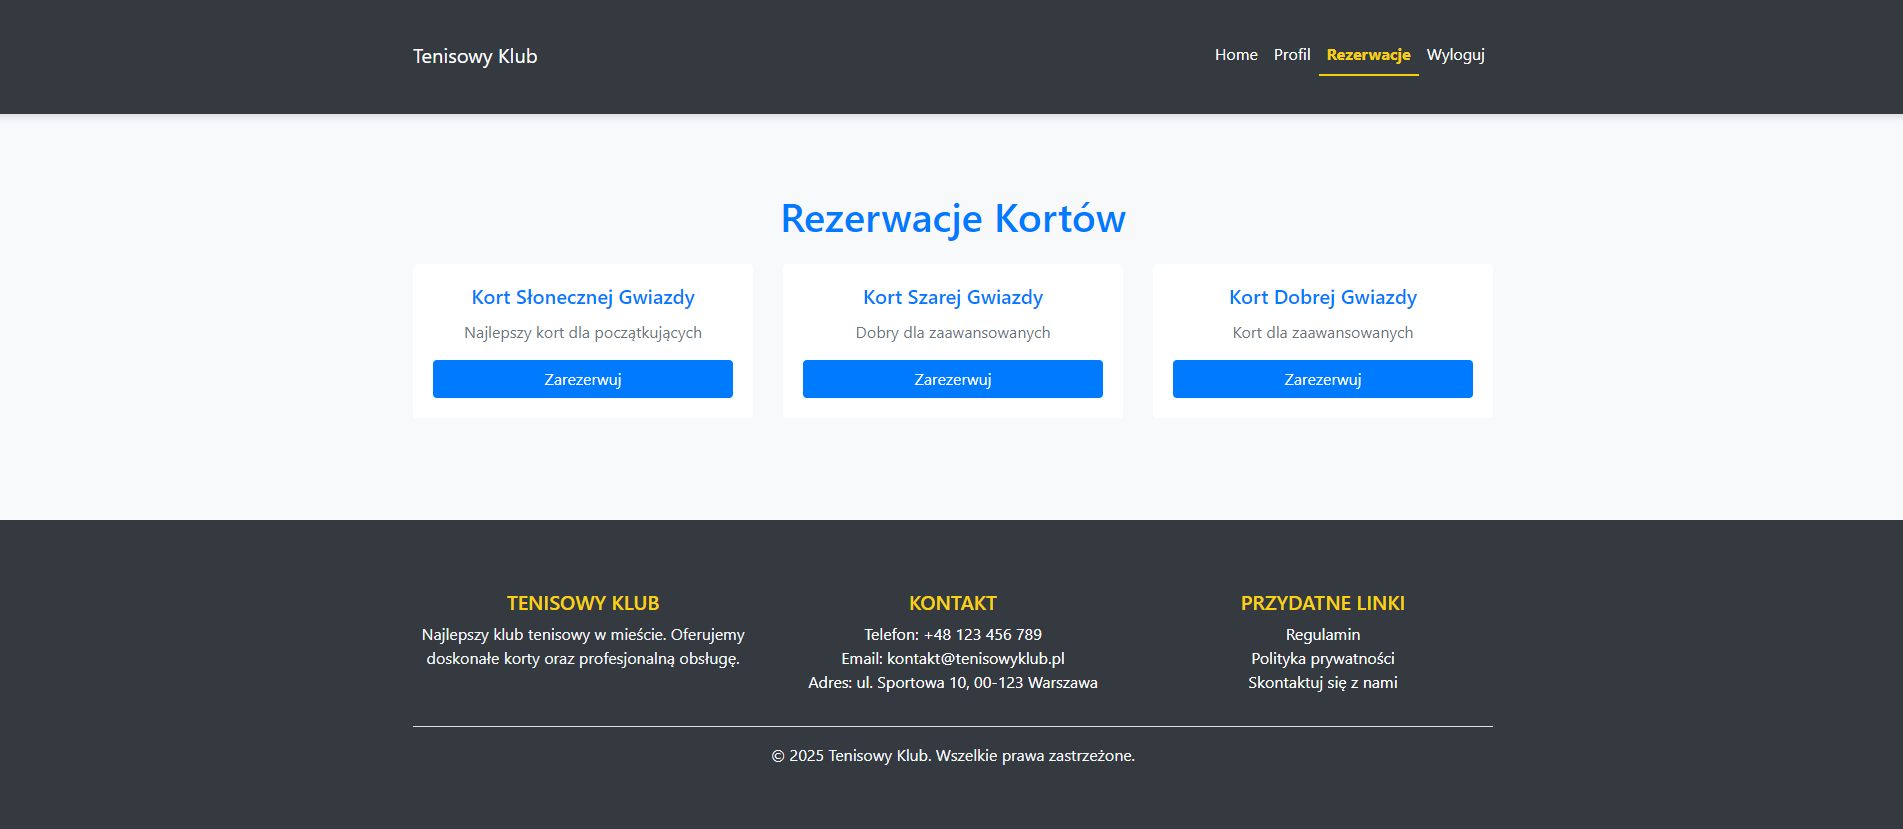 Tenisowy Klub
Home Profil Rezerwacje Wyloguj
Rezerwacje Kortów
Kort Słonecznej Gwiazdy
Najlepszy kort dla początkujących
Zarezerwuj
Kort Szarej Gwiazdy
Dobry dla zaawansowanych
Zarezerwuj
Kort Dobrej Gwiazdy
Kort dla zaawansowanych
Zarezerwuj
TENISOWY KLUB
Najlepszy klub tenisowy w mieście. Oferujemy
doskonałe korty oraz profesjonalną obsługę.
KONTAKT
Telefon: +48 123 456 789
Email: kontakt@tenisowyklub.pl
Adres: ul. Sportowa 10, 00-123 Warszawa
PRZYDATNE LINKI
Regulamin
Polityka prywatności
Skontaktuj się z nami
© 2025 Tenisowy Klub. Wszelkie prawa zastrzeżone.